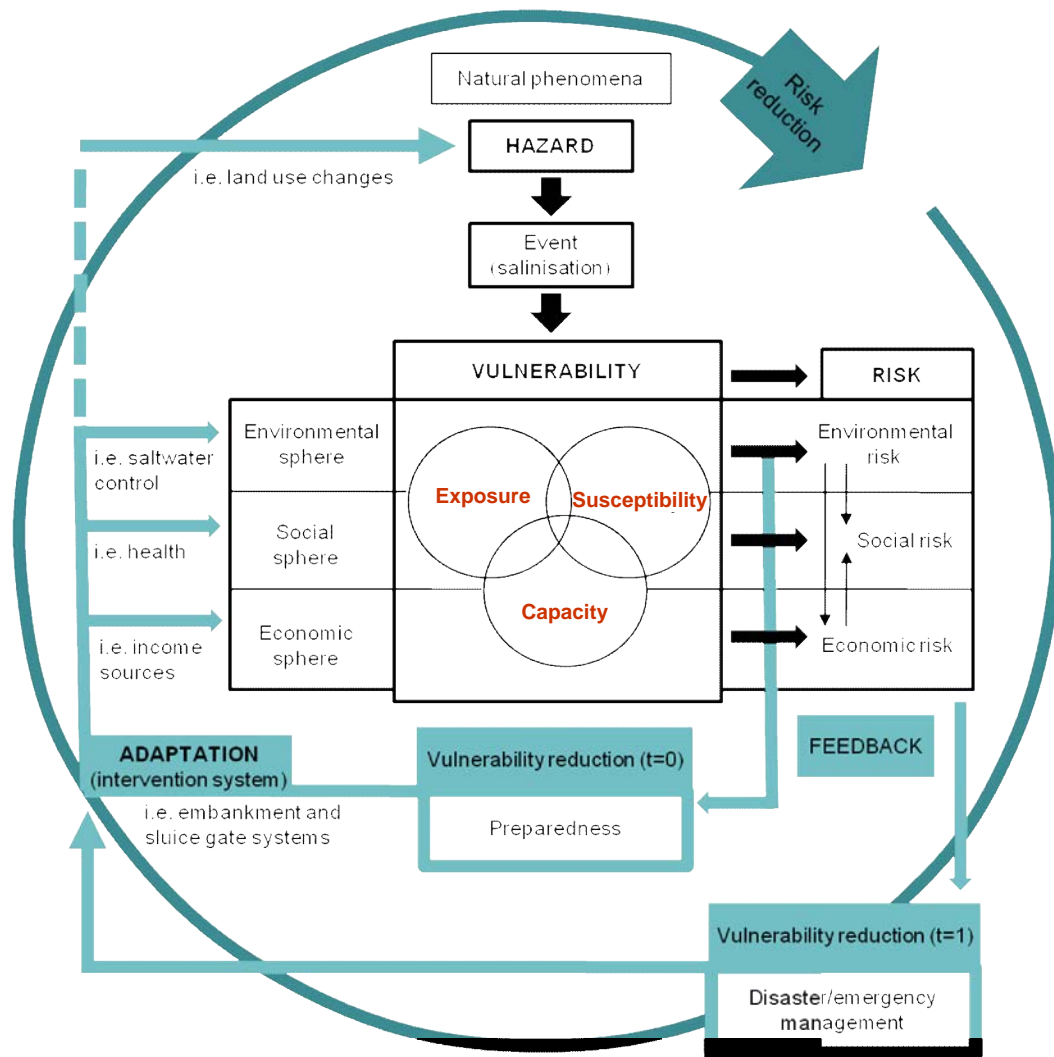 Natural phenomena
Risk
reduction
HAZARD
i.e. land use changes
Event
(salinisation)
VULNERABILITY
RISK
Environmental
sphere
Environmental
risk
i.e. saltwater
control
Exposure
Susceptibility
i.e. health
Social
sphere
Social risk
Capacity
i.e. income
sources
Economic
sphere
Economic risk
ADAPTATION
(intervention system)
Vulnerability reduction (t=0)
FEEDBACK
i.e. embankment and
sluice gate systems
Preparedness
Vulnerability reduction (t=1)
Disaster/emergency
management